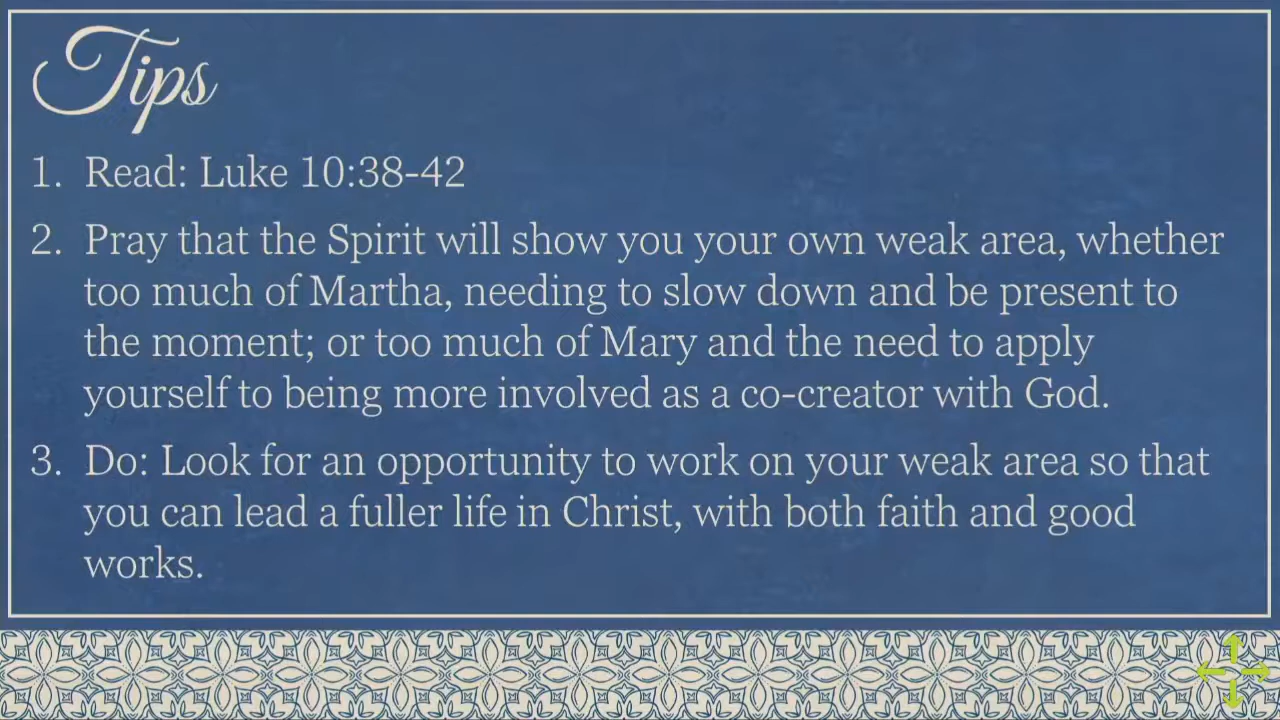 Tips
1. Read: Luke 10:38-42
2. Pray that the Spirit will show you your own weak area, whether
too much of Martha, needing to slow down and be present to
the moment; or too much of Mary and the need to apply
yourself to being more involved as a co-creator with God.
3. Do: Look for an opportunity to work on your weak area so that
you can lead a fuller life in Christ, with both faith and good
works.